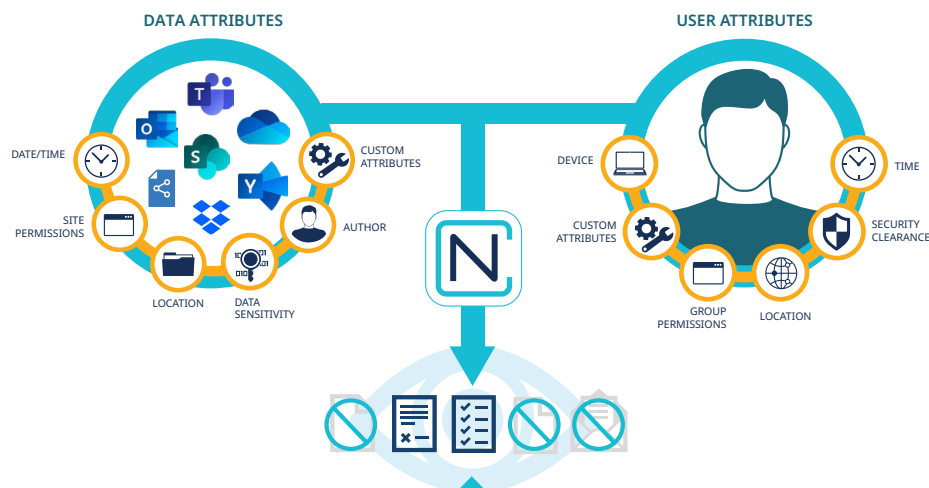 DATA ATTRIBUTES
USER ATTRIBUTES
T
O
S
Y
DATE/TIME
CUSTOM
ATTRIBUTES
SITE
PERMISSIONS
AUTHOR
LOCATION
DATA
SENSITIVITY
N
DEVICE
TIME
CUSTOM
ATTRIBUTES
SECURITY
CLEARANCE
GROUP
PERMISSIONS
LOCATION